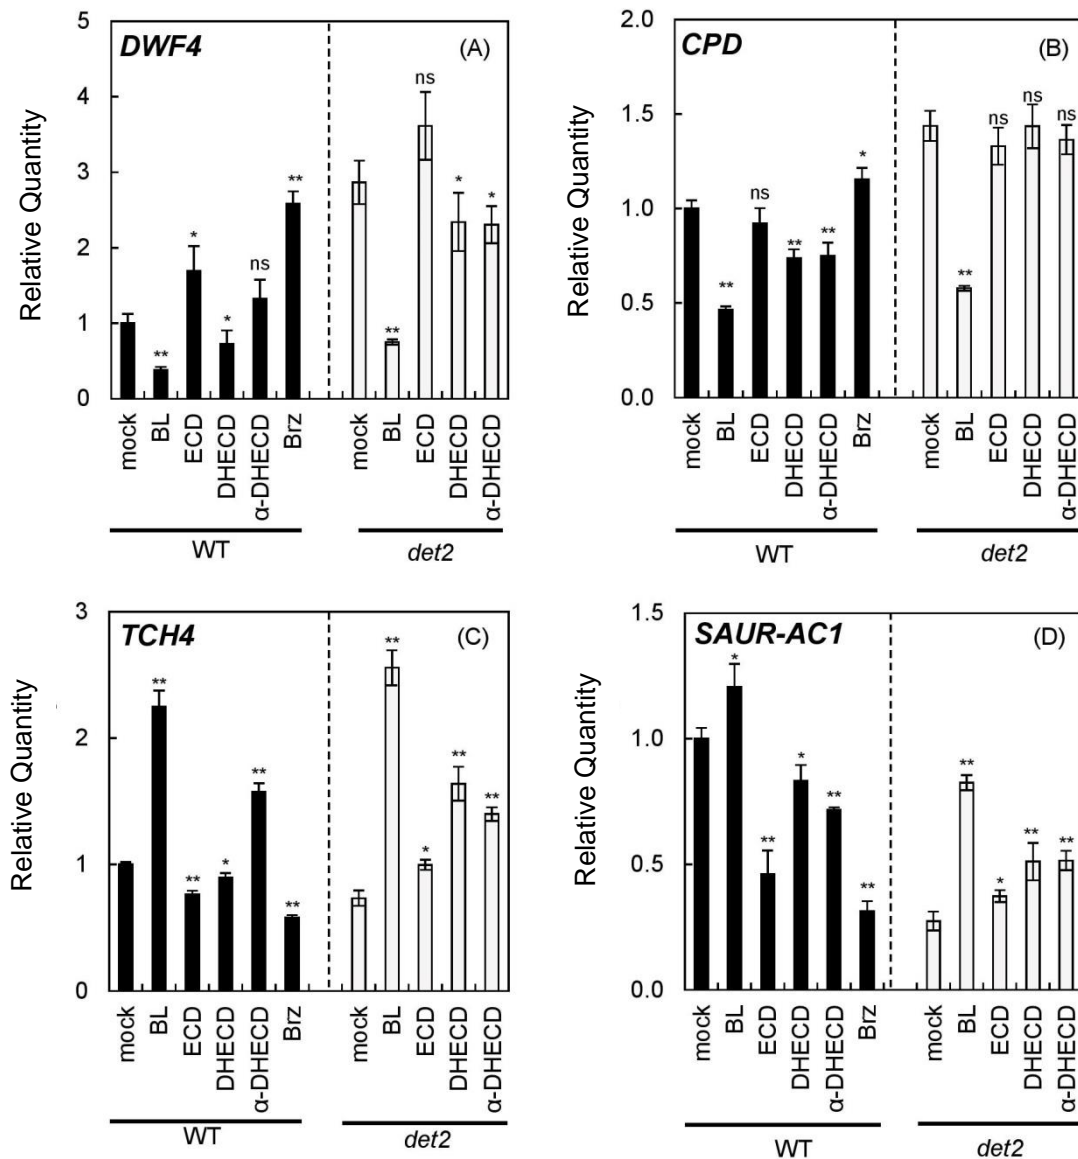 DWF4
(A)
Relative Quantity
5
4
3
2
1
0
**
*
*
ns
**
**
ns
*
*
mock
BL
ECD
DHECD
α-DHECD
Brz
mock
BL
ECD
DHECD
α-DHECD
WT
det2
CPD
(B)
Relative Quantity
2.0
1.5
1.0
0.5
0.0
**
ns
**
**
*
**
ns
ns
ns
mock
BL
ECD
DHECD
α-DHECD
Brz
mock
BL
ECD
DHECD
α-DHECD
WT
det2
TCH4
(C)
Relative Quantity
3
2
1
0
**
**
*
**
**
**
*
**
**
mock
BL
ECD
DHECD
α-DHECD
Brz
mock
BL
ECD
DHECD
α-DHECD
WT
det2
SAUR-AC1
(D)
Relative Quantity
1.5
1.0
0.5
0.0
*
**
*
**
**
**
*
**
**
mock
BL
ECD
DHECD
α-DHECD
Brz
mock
BL
ECD
DHECD
α-DHECD
WT
det2